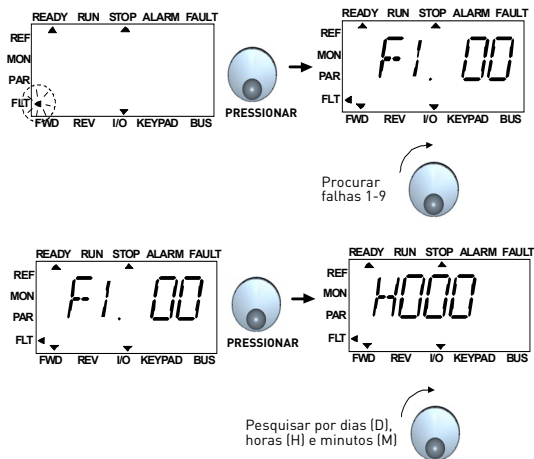 READY RUN STOP ALARM FAULT
REF
MON
PAR
FLT
FWD REV I/O KEYPAD BUS
PRESSIONAR
READY RUN STOP ALARM FAULT
REF
MON
PAR
FLT
F1. 00
FWD REV I/O KEYPAD BUS
Procurar
falhas 1-9
READY RUN STOP ALARM FAULT
REF
MON
PAR
FLT
F1. 00
FWD REV I/O KEYPAD BUS
PRESSIONAR
READY RUN STOP ALARM FAULT
REF
MON
PAR
FLT
H000
FWD REV I/O KEYPAD BUS
Pesquisar por dias (D),
horas (H) e minutos (M)